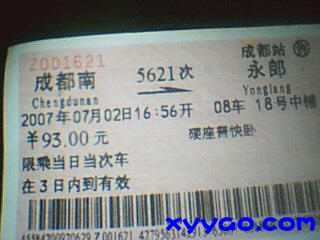 Z001621 成都站售
成都南 5621次 永郎
Chengdunan Yonglang
2007年07月02日16:56开 08车 18号中铺
¥93.00元 硬座普快卧
限乘当日当次车
在3日内到有效
xyygo.com